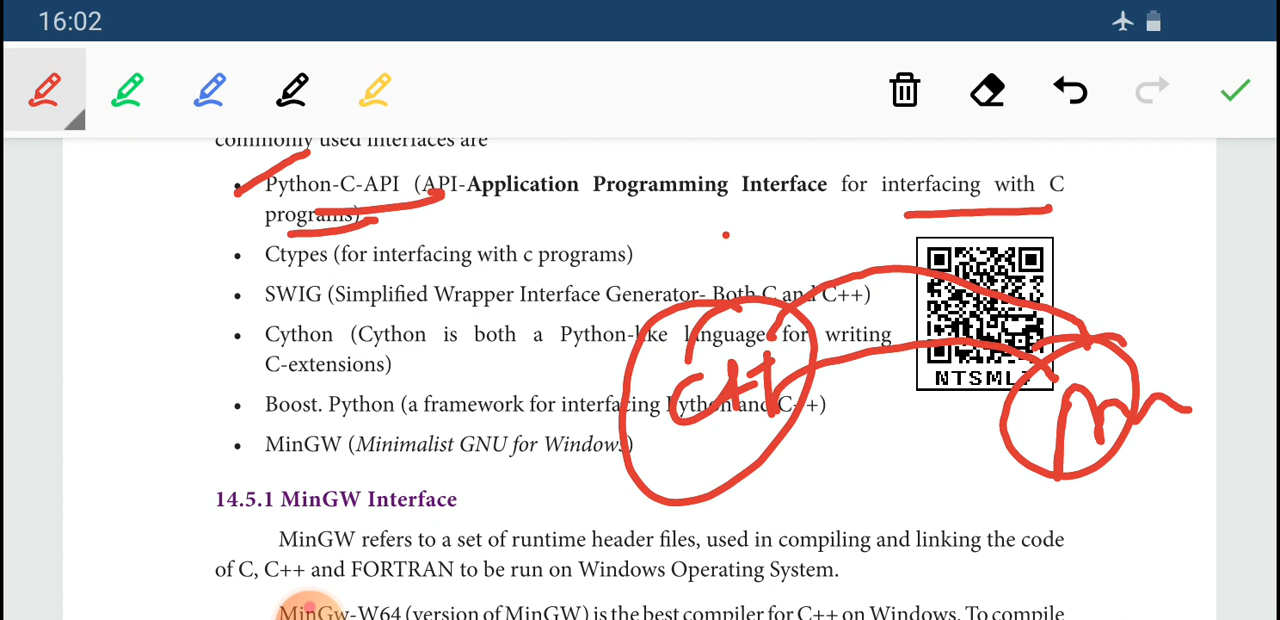 16:02
commonly used interfaces are
• Python-C-API (API-Application Programming Interface for interfacing with C
programs)
• Ctypes (for interfacing with c programs)
• SWIG (Simplified Wrapper Interface Generator- Both C and C++)
• Cython (Cython is both a Python-like language for writing
C-extensions)
• Boost. Python (a framework for interfacing Python and C++)
• MinGW (Minimalist GNU for Windows)
C++
NTSML7
14.5.1 MinGW Interface
MinGW refers to a set of runtime header files, used in compiling and linking the code
of C, C++ and FORTRAN to be run on Windows Operating System.
MinGw-W64 (version of MinGW) is the best compiler for C++ on Windows. To compile